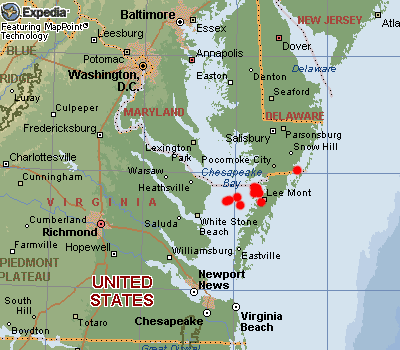 Expedia
Featuring MapPoint
Technology
NEW JERSEY
Baltimore
Essex
Leesburg
Dover
Annapolis
Potomac
BLUE
Washington,
D.C.
Easton
Denton
Delaware
RIDGE
Luray
Seaford
Culpeper
MARYLAND
DELAWARE
Fredericksburg
Salisbury
Parsonsburg
Lexington
Park
Snow Hill
Charlottesville
Pocomoke City
Warsaw
Chesapeake
Bay
Cunningham
Heathsville
Lee Mont
VIRGINIA
Cumberland
Saluda
White Stone
Beach
Richmond
Farmville
Hopewell
Williamsburg
Eastville
PIEDMONT
PLATEAU
UNITED
STATES
Newport
News
South
Hill
Virginia
Beach
Totaro
Chesapeake
Boydton
Great Dismal